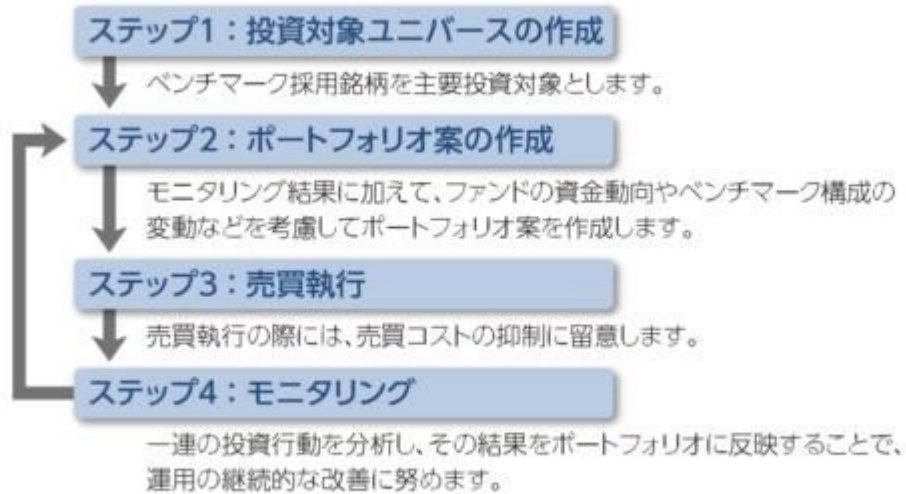 ステップ1：投資対象ユニバースの作成
ベンチマーク採用銘柄を主要投資対象とします。
ステップ2：ポートフォリオ案の作成
モニタリング結果に加えて、ファンドの資金動向やベンチマーク構成の
変動などを考慮してポートフォリオ案を作成します。
ステップ3：売買執行
売買執行の際には、売買コストの抑制に留意します。
ステップ4：モニタリング
一連の投資行動を分析し、その結果をポートフォリオに反映することで、
運用の継続的な改善に努めます。